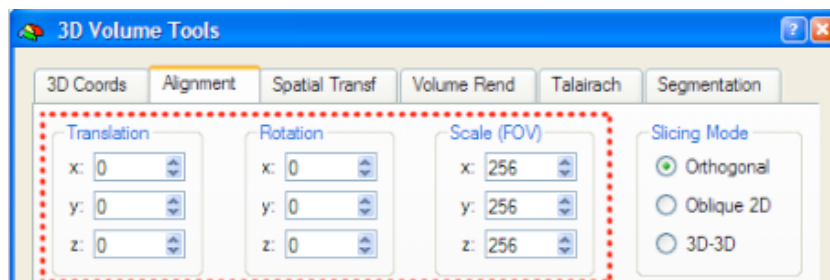 3D Volume Tools
3D Coords Alignment Spatial Transf Volume Rend Talairach Segmentation
Translation Rotation Scale (FOV) Slicing Mode
x: 0 x: 0 x: 256 Orthogonal
y: 0 y: 0 y: 256 Oblique 2D
z: 0 z: 0 z: 256 3D-3D